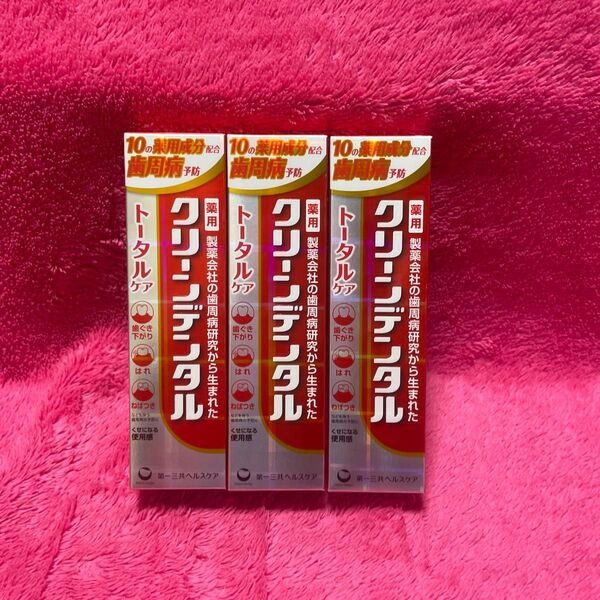 10の薬用成分配合
歯周病予防
薬用
クリーンデンタル
製薬会社の歯周病研究から生まれた
トータルケア
歯ぐき
下がり
はれ
ねばつき
くせになる
使用感
第一三共ヘルスケア
10の薬用成分配合
歯周病予防
薬用
クリーンデンタル
製薬会社の歯周病研究から生まれた
トータルケア
歯ぐき
下がり
はれ
ねばつき
くせになる
使用感
第一三共ヘルスケア
10の薬用成分配合
歯周病予防
薬用
クリーンデンタル
製薬会社の歯周病研究から生まれた
トータルケア
歯ぐき
下がり
はれ
ねばつき
くせになる
使用感
第一三共ヘルスケア